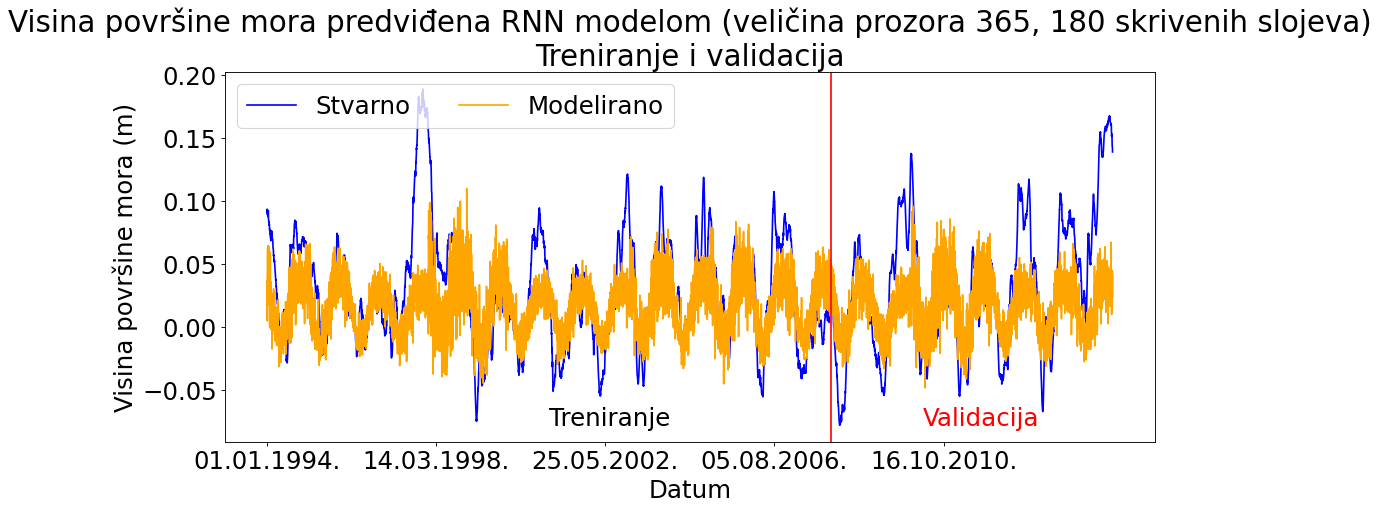 Visina površine mora predviđena RNN modelom (veličina prozora 365, 180 skrivenih slojeva)
Treniranje i validacija
Stvarno
Modelirano
Visina površine mora (m)
0.20
0.15
0.10
0.05
0.00
−0.05
Treniranje
Validacija
01.01.1994.
14.03.1998.
25.05.2002.
05.08.2006.
16.10.2010.
Datum